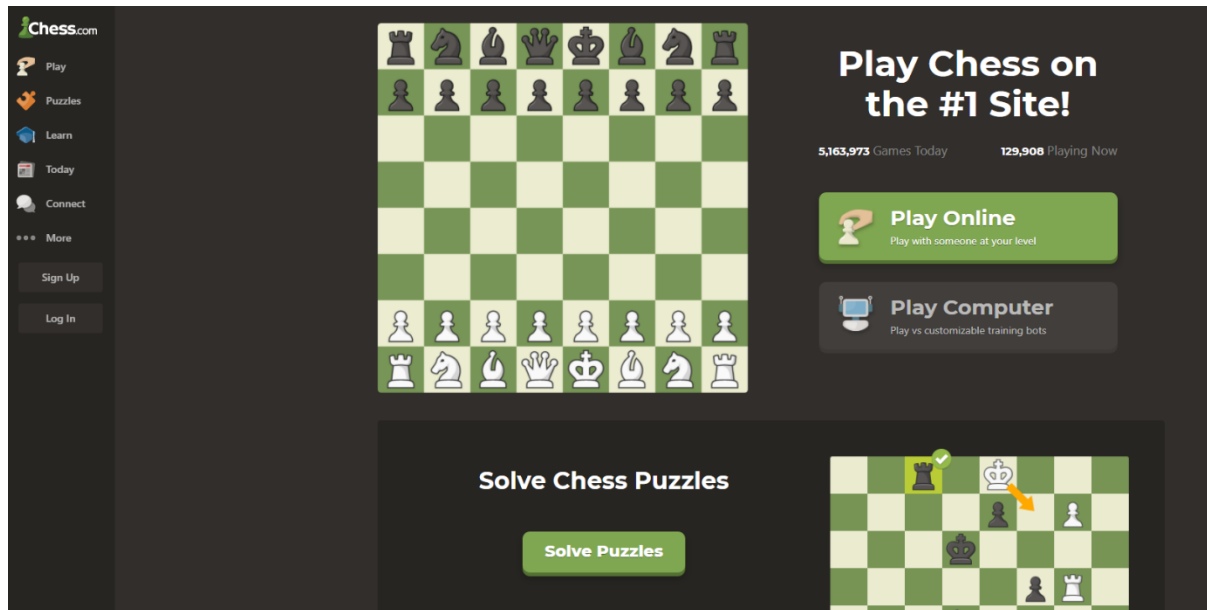 Chess.com
Play
Puzzles
Learn
Today
Connect
More
Sign Up
Log In
Play Chess on
the #1 Site!
5,163,973 Games Today 129,908 Playing Now
Play Online
Play with someone at your level
Play Computer
Play vs customizable training bots
Solve Chess Puzzles
Solve Puzzles